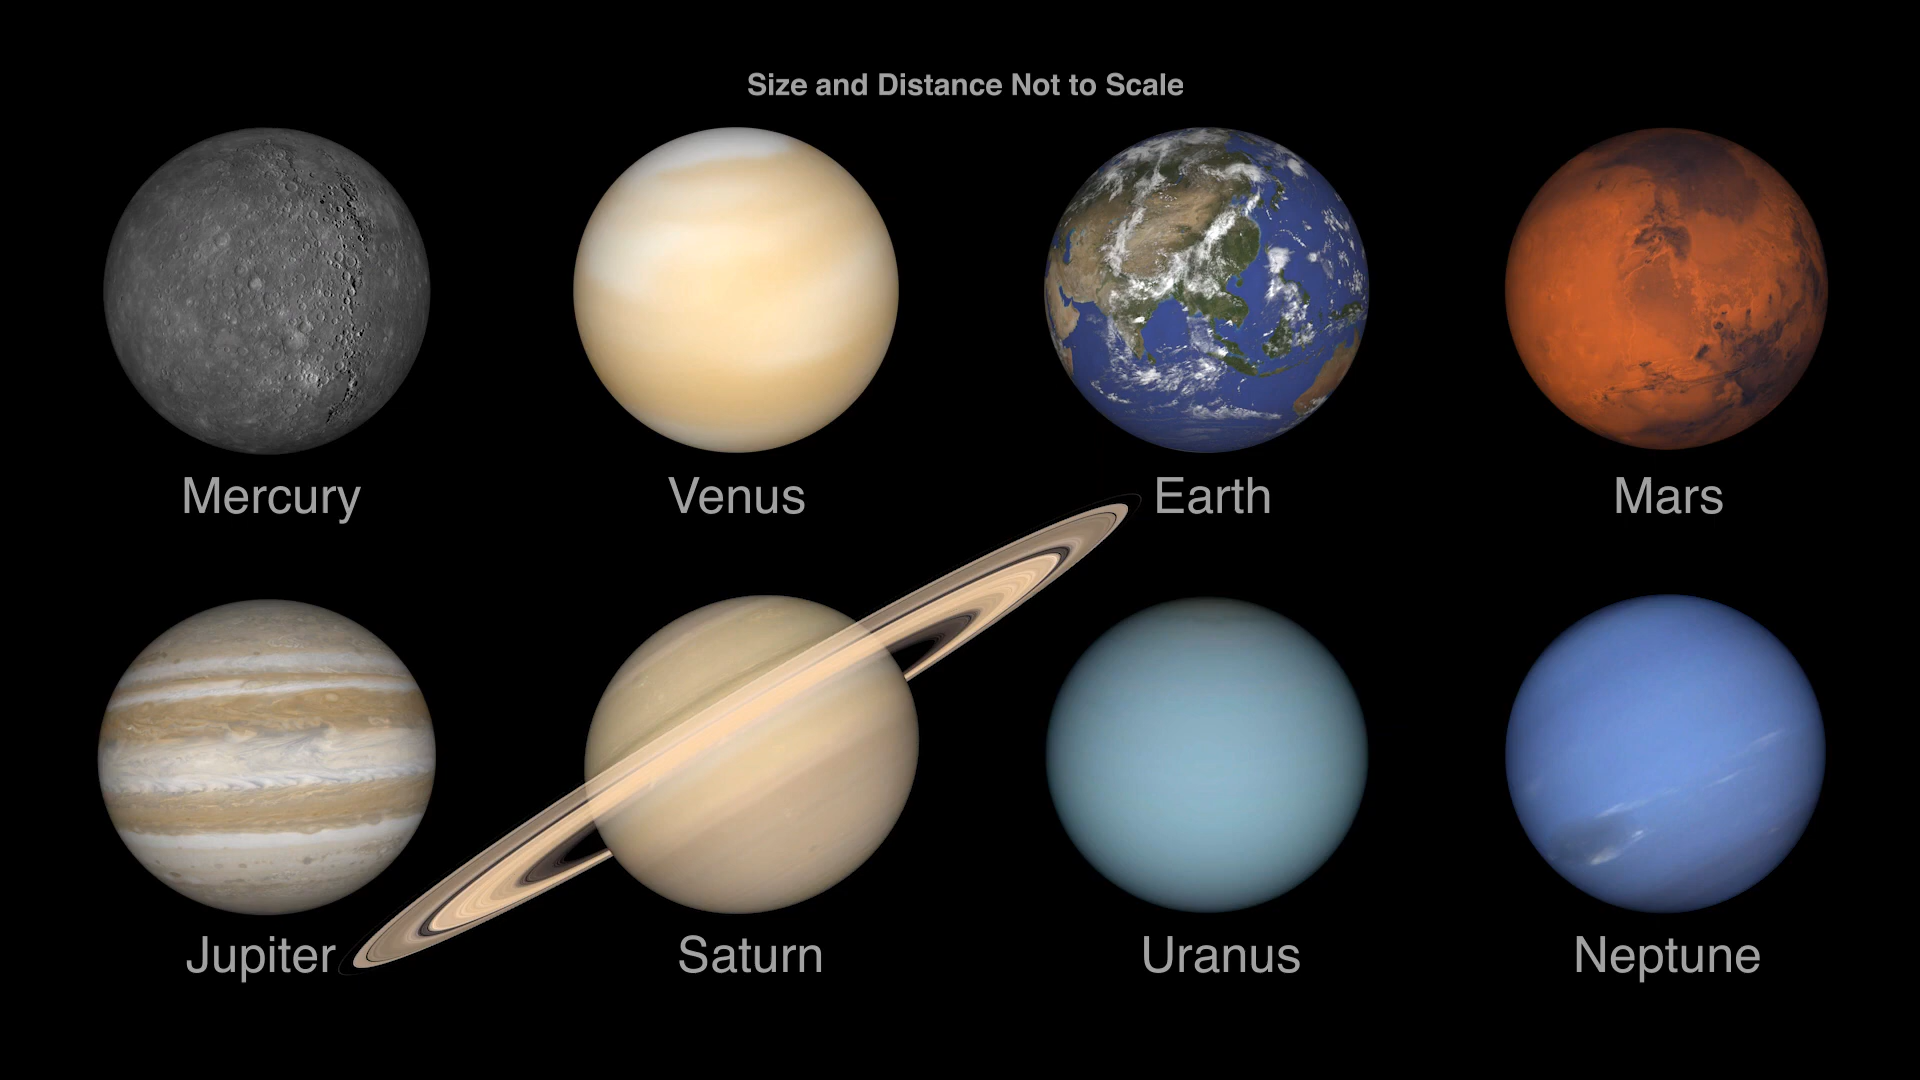 Size and Distance Not to Scale
Mercury
Venus
Earth
Mars
Jupiter
Saturn
Uranus
Neptune